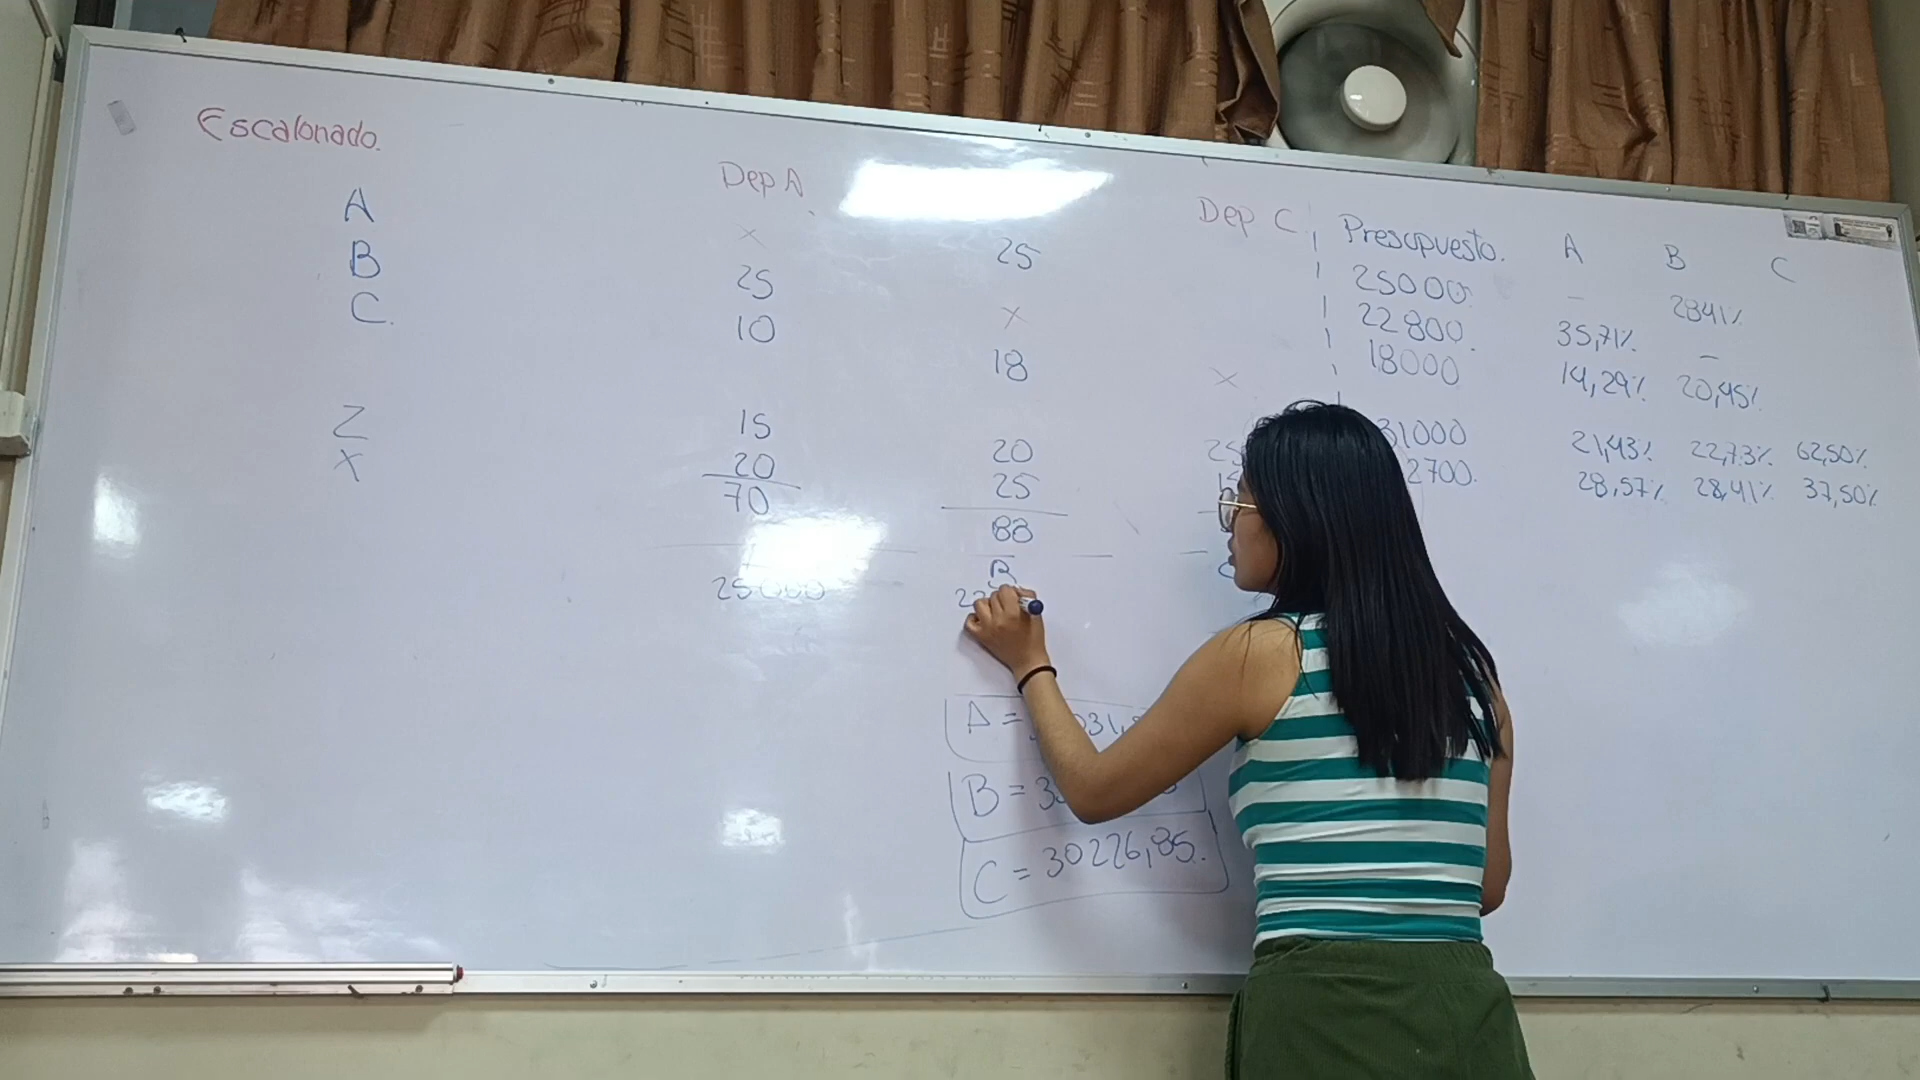 Escalonado.
Dep A
Dep C
Presupuesto. A B C
A x 25 25000 - 28,41%
B 25 x 22800. 35,71% -
C. 10 18 x 18000 14,29% 20,45%
Z 15 20 31000 21,43% 22,73% 62,50%
X 20 25 2700. 28,57% 28,41% 37,50%
70 88
B
25000
A =
B =
C = 30226,85.